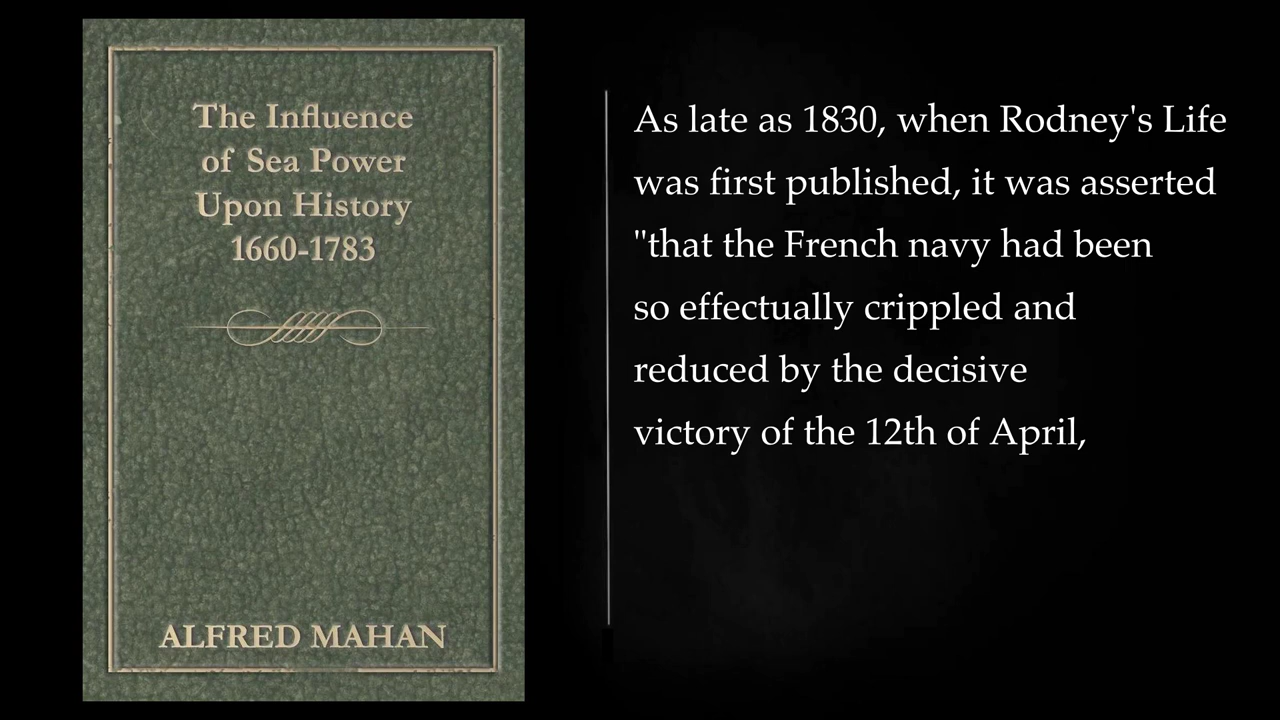 The Influence
of Sea Power
Upon History
1660-1783
ALFRED MAHAN
As late as 1830, when Rodney's Life
was first published, it was asserted
"that the French navy had been
so effectually crippled and
reduced by the decisive
victory of the 12th of April,